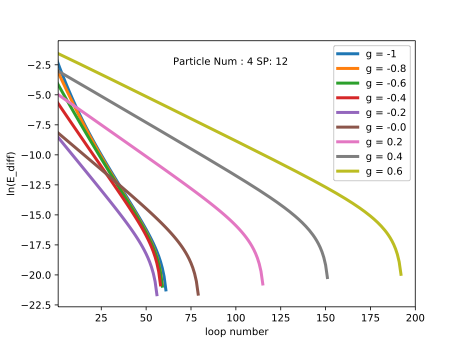 Particle Num : 4 SP: 12
g = -1
g = -0.8
g = -0.6
g = -0.4
g = -0.2
g = -0.0
g = 0.2
g = 0.4
g = 0.6
ln(E_diff)
−2.5
−5.0
−7.5
−10.0
−12.5
−15.0
−17.5
−20.0
−22.5
25 50 75 100 125 150 175 200
loop number